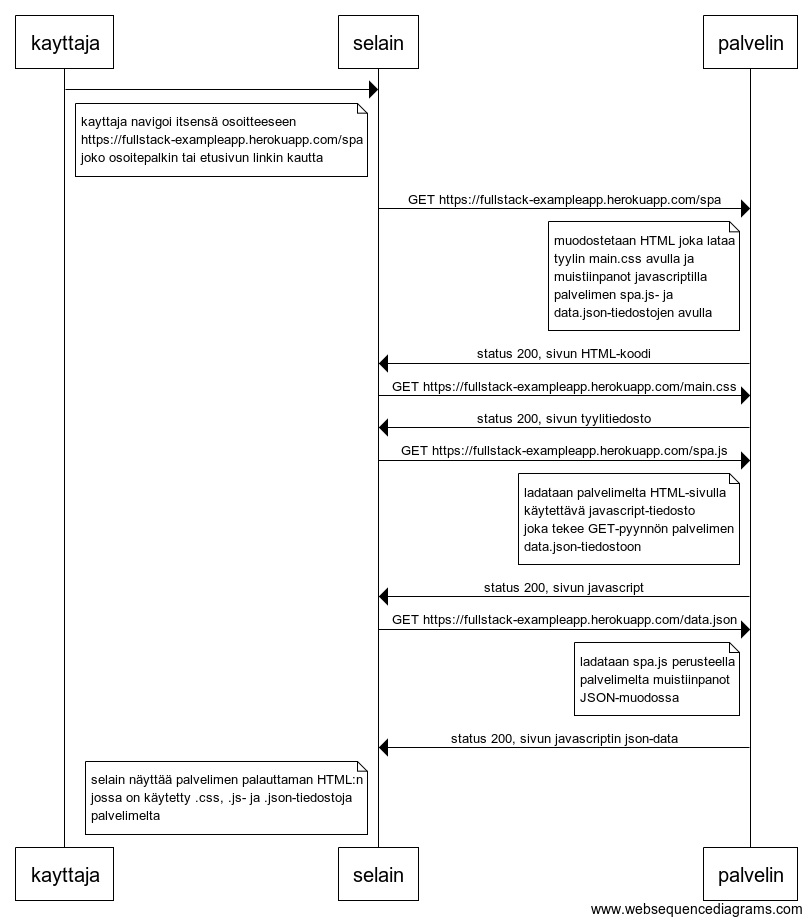 kayttaja
selain
palvelin
kayttaja navigoi itsensä osoitteeseen
https://fullstack-exampleapp.herokuapp.com/spa
joko osoitepalkin tai etusivun linkin kautta
GET https://fullstack-exampleapp.herokuapp.com/spa
muodostetaan HTML joka lataa
tyylin main.css avulla ja
muistiinpanot javascriptilla
palvelimen spa.js- ja
data.json-tiedostojen avulla
status 200, sivun HTML-koodi
GET https://fullstack-exampleapp.herokuapp.com/main.css
status 200, sivun tyylitiedosto
GET https://fullstack-exampleapp.herokuapp.com/spa.js
ladataan palvelimelta HTML-sivulla
käytettävä javascript-tiedosto
joka tekee GET-pyynnön palvelimen
data.json-tiedostoon
status 200, sivun javascript
GET https://fullstack-exampleapp.herokuapp.com/data.json
ladataan spa.js perusteella
palvelimelta muistiinpanot
JSON-muodossa
status 200, sivun javascriptin json-data
selain näyttää palvelimen palauttaman HTML:n
jossa on käytetty .css, .js- ja .json-tiedostoja
palvelimelta
kayttaja
selain
palvelin
www.websequencediagrams.com